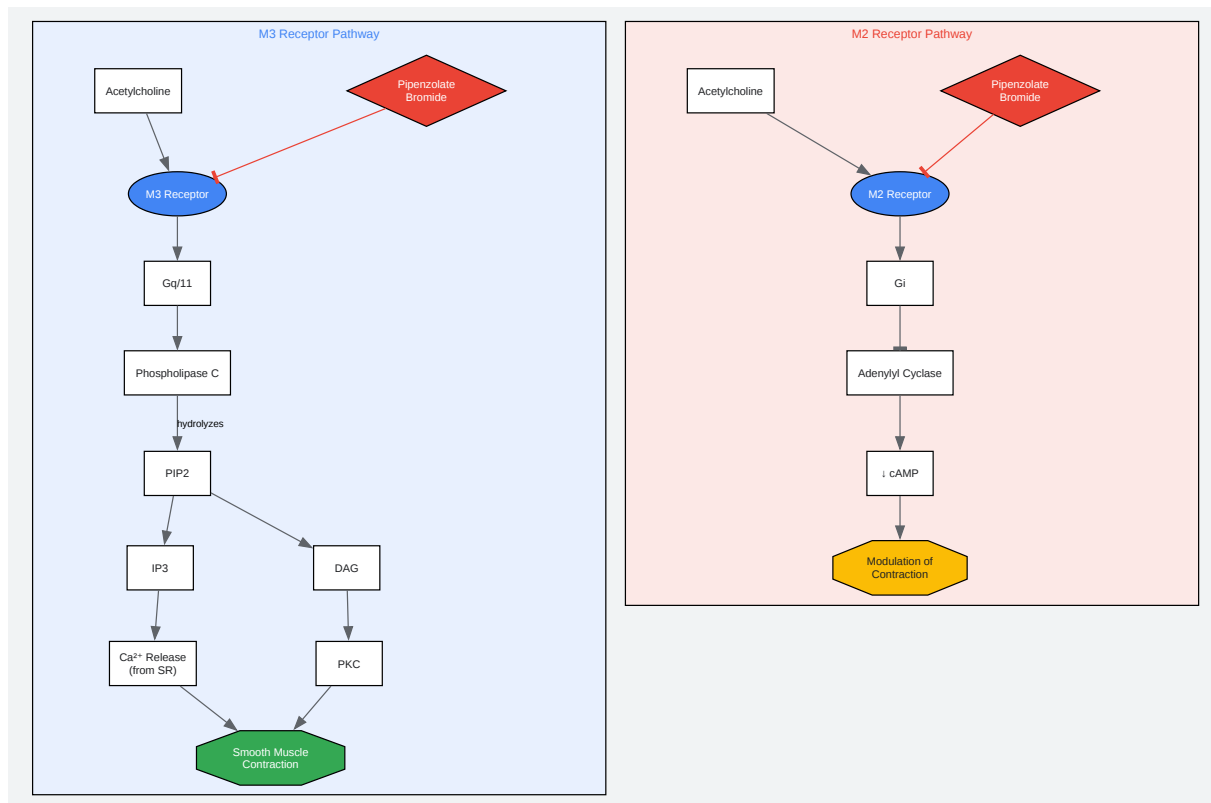 M3 Receptor Pathway
Acetylcholine
Pipenzolate
Bromide
M3 Receptor
Gq/11
Phospholipase C
hydrolyzes
PIP2
IP3
DAG
Ca²⁺ Release
(from SR)
PKC
Smooth Muscle
Contraction
M2 Receptor Pathway
Acetylcholine
Pipenzolate
Bromide
M2 Receptor
Gi
Adenylyl Cyclase
↓ cAMP
Modulation of
Contraction